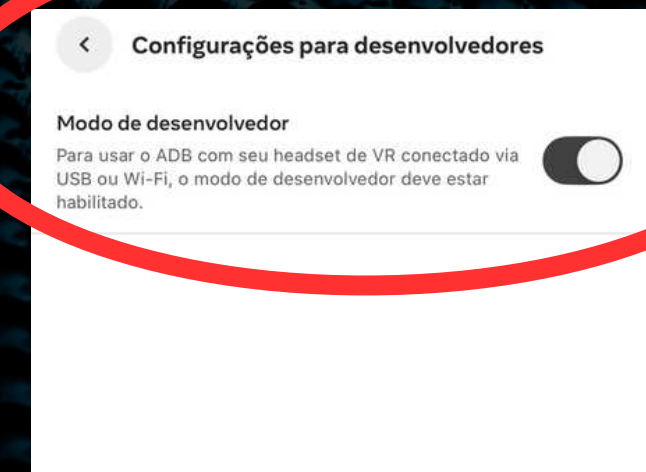 Configurações para desenvolvedores
Modo de desenvolvedor
Para usar o ADB com seu headset de VR conectado via
USB ou Wi-Fi, o modo de desenvolvedor deve estar
habilitado.